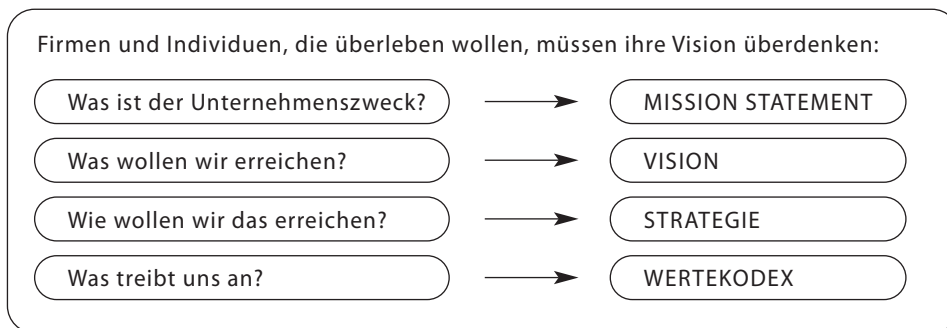 Firmen und Individuen, die überleben wollen, müssen ihre Vision überdenken:
Was ist der Unternehmenszweck? MISSION STATEMENT
Was wollen wir erreichen? VISION
Wie wollen wir das erreichen? STRATEGIE
Was treibt uns an? WERTEKODEX